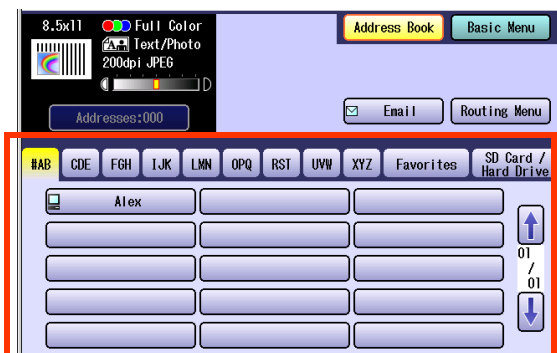 8.5x11 Full Color
Text/Photo
200dpi JPEG
D
Addresses:000
Address Book Basic Menu
Email Routing Menu
#AB CDE FGH IJK LMN OPQ RST UVW XYZ Favorites SD Card /
Hard Drive
Alex
01
/
01